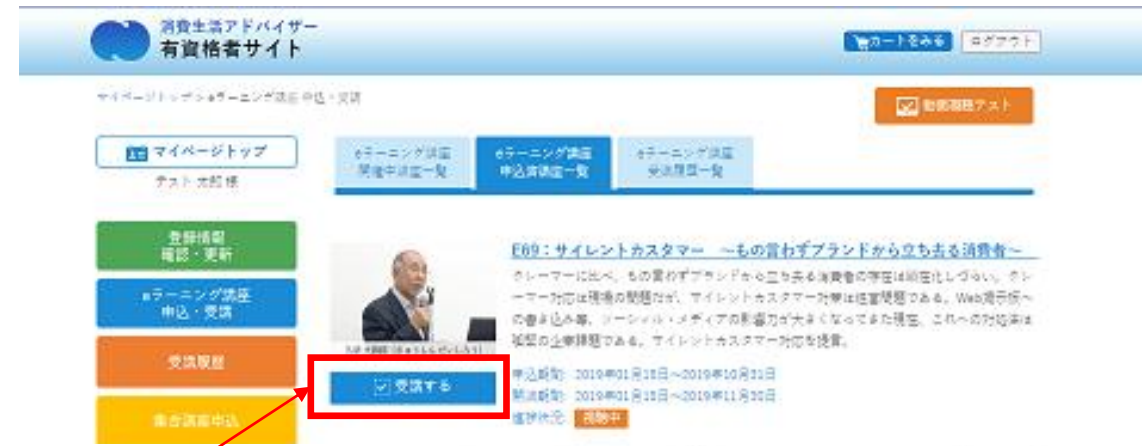 消費生活アドバイザー
有資格者サイト
カートをみる
ログアウト
マイページトップ > eラーニング講座 申込・受講
動画視聴テスト
マイページトップ
テスト 太郎 様
eラーニング講座
開催中講座一覧
eラーニング講座
申込済講座一覧
eラーニング講座
受講履歴一覧
登録情報
確認・更新
eラーニング講座
申込・受講
受講履歴
集合講座申込
E69：サイレントカスタマー　～もの言わずブランドから立ち去る消費者～
クレーマーに比べ、もの言わずブランドから立ち去る消費者の存在は顕在化しづらい。クレ
ーマー対応は現場の問題だが、サイレントカスタマー対策は経営問題である。Web掲示板へ
の書き込み等、ソーシャル・メディアの影響力が大きくなってきた現在、これへの対処策は
喫緊の企業課題である。サイレントカスタマー対応を提言。
受講する
申込期間: 2019年01月18日～2019年10月31日
開講期間: 2019年01月18日～2019年11月30日
進捗状況: 視聴中